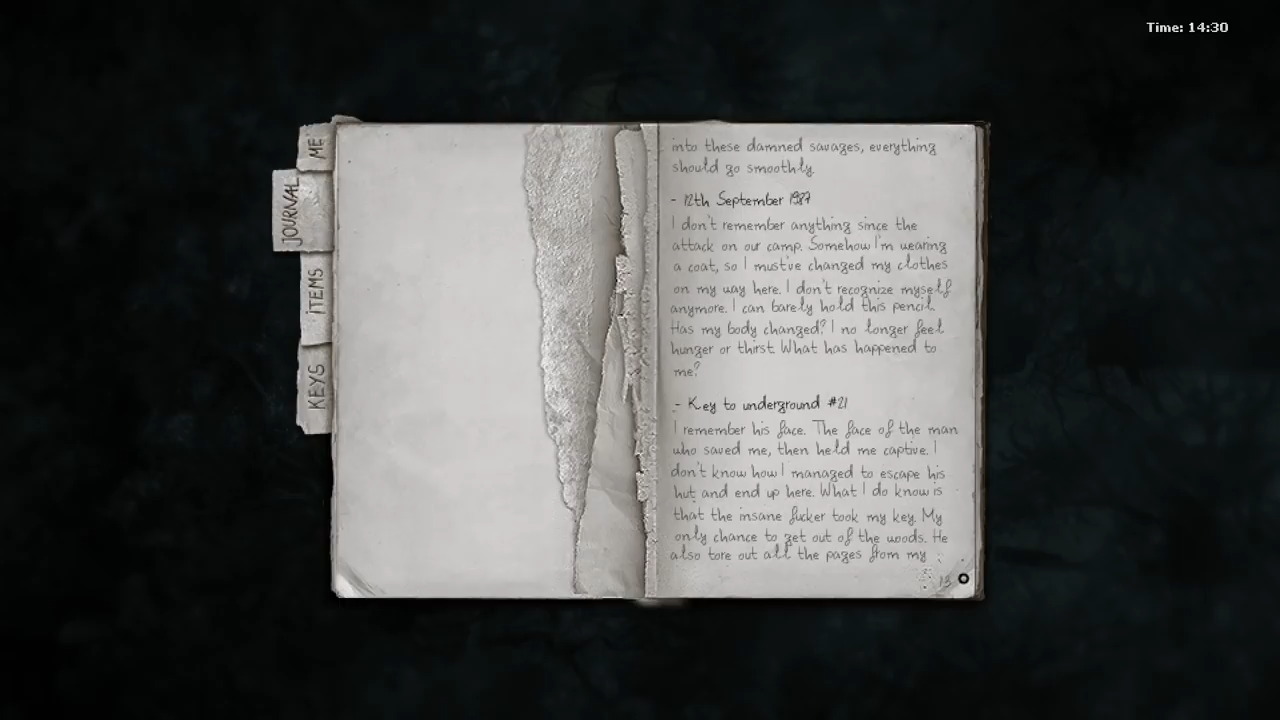 Time: 14:30
ME
JOURNAL
ITEMS
KEYS
into these damned savages, everything
should go smoothly.
- 12th September 1987
I don't remember anything since the
attack on our camp. Somehow I'm wearing
a coat, so I must've changed my clothes
on my way here. I don't recognize myself
anymore. I can barely hold this pencil.
Has my body changed? I no longer feel
hunger or thirst. What has happened to
me?
- Key to underground #21
I remember his face. The face of the man
who saved me, then held me captive. I
don't know how I managed to escape his
hut and end up here. What I do know is
that the insane fucker took my key. My
only chance to get out of the woods. He
also tore out all the pages from my
13